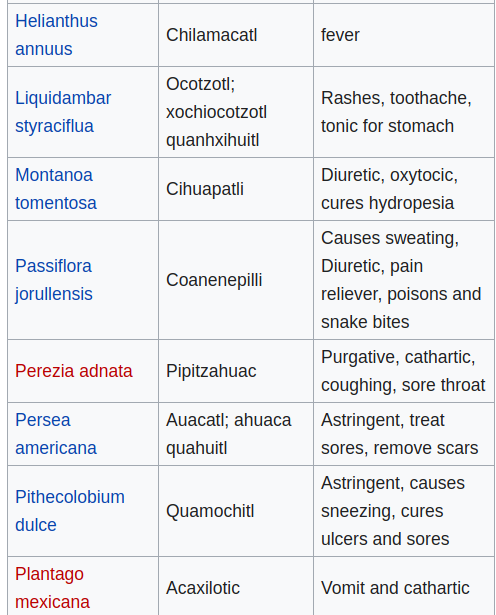 Helianthus
annuus
Chilamacatl
fever
Liquidambar
styraciflua
Ocotzotl;
xochiocotzotl
quanhxihuitl
Rashes, toothache,
tonic for stomach
Montanoa
tomentosa
Cihuapatli
Diuretic, oxytocic,
cures hydropesia
Passiflora
jorullensis
Coanenepilli
Causes sweating,
Diuretic, pain
reliever, poisons and
snake bites
Perezia adnata
Pipitzahuac
Purgative, cathartic,
coughing, sore throat
Persea
americana
Auacatl; ahuaca
quahuitl
Astringent, treat
sores, remove scars
Pithecolobium
dulce
Quamochitl
Astringent, causes
sneezing, cures
ulcers and sores
Plantago
mexicana
Acaxilotic
Vomit and cathartic